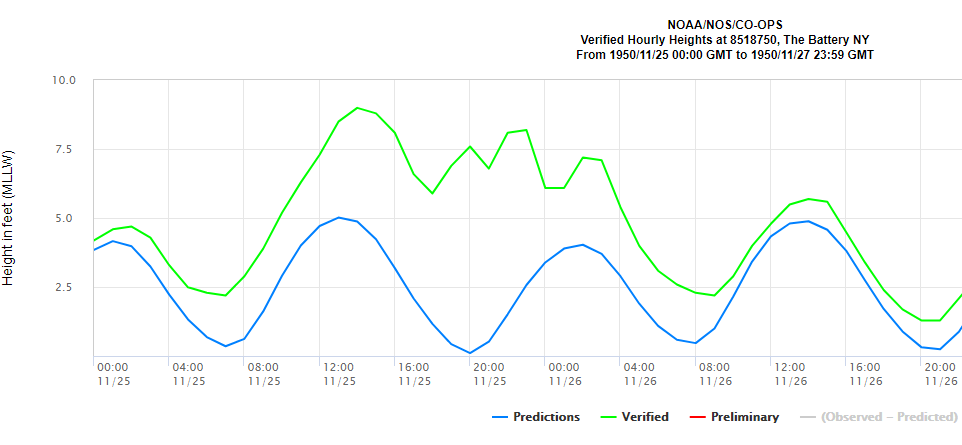 NOAA/NOS/CO-OPS
Verified Hourly Heights at 8518750, The Battery NY
From 1950/11/25 00:00 GMT to 1950/11/27 23:59 GMT
Height in feet (MLLW)
10.0
7.5
5.0
2.5
00:00 04:00 08:00 12:00 16:00 20:00 00:00 04:00 08:00 12:00 16:00 20:00
11/25 11/25 11/25 11/25 11/25 11/25 11/26 11/26 11/26 11/26 11/26 11/26
Predictions Verified Preliminary (Observed – Predicted)